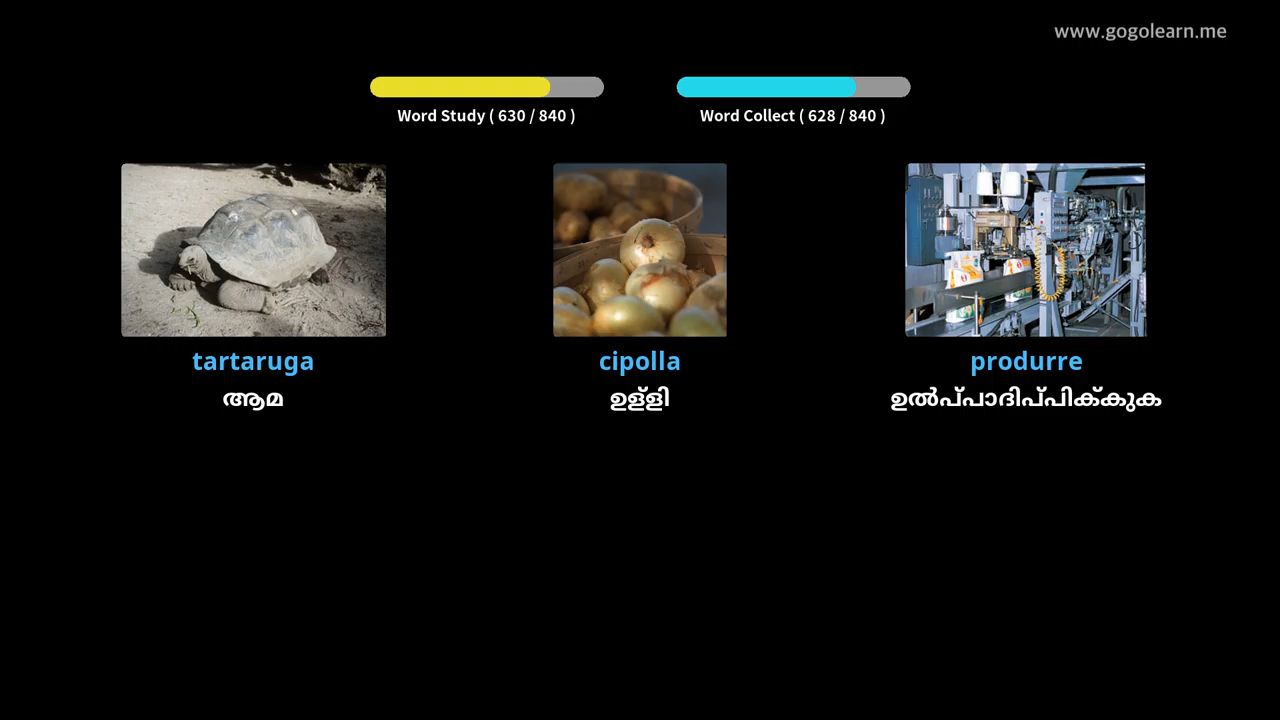 www.gogolearn.me
Word Study ( 630 / 840 )
Word Collect ( 628 / 840 )
tartaruga
ആമ
cipolla
ഉള്ളി
produrre
ഉൽപ്പാദിപ്പിക്കുക